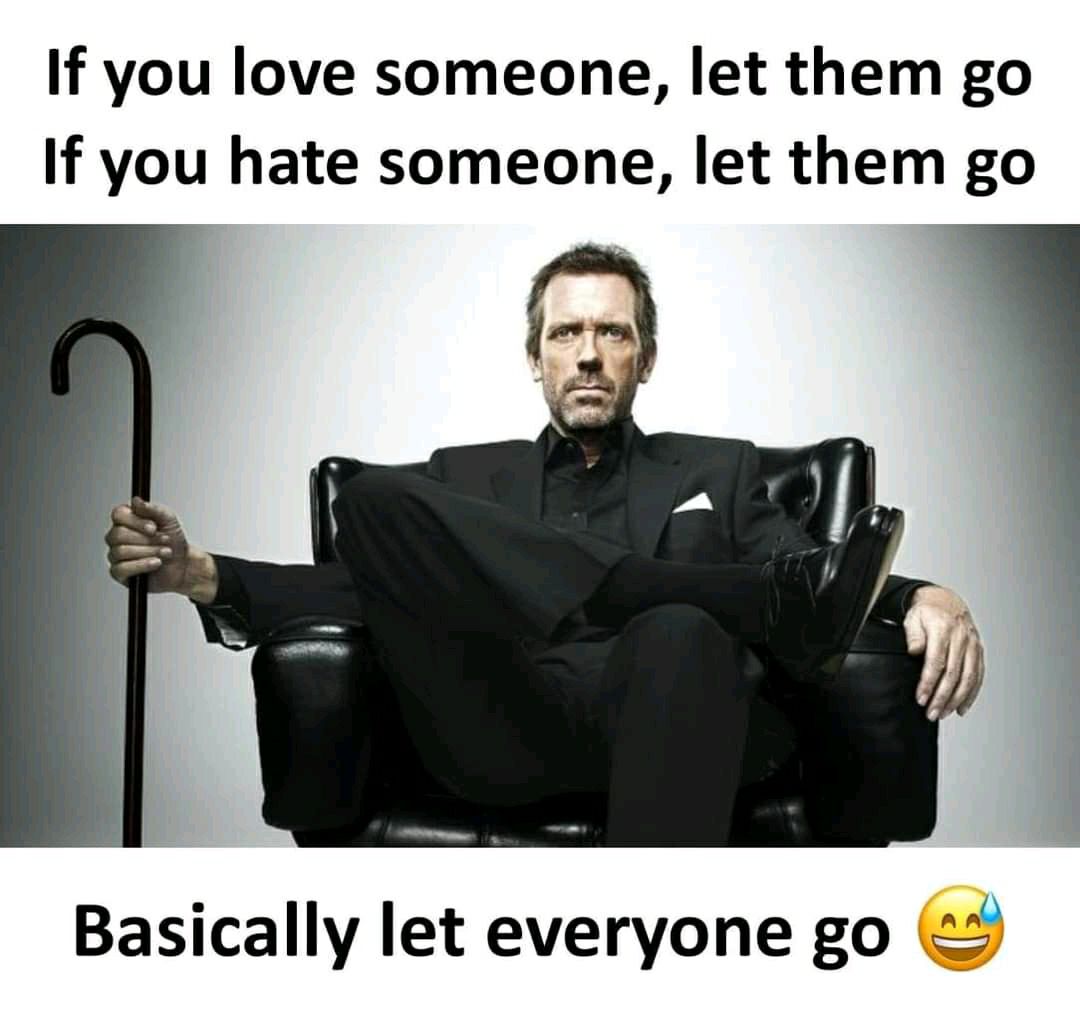 If you love someone, let them go
If you hate someone, let them go
Basically let everyone go 😅